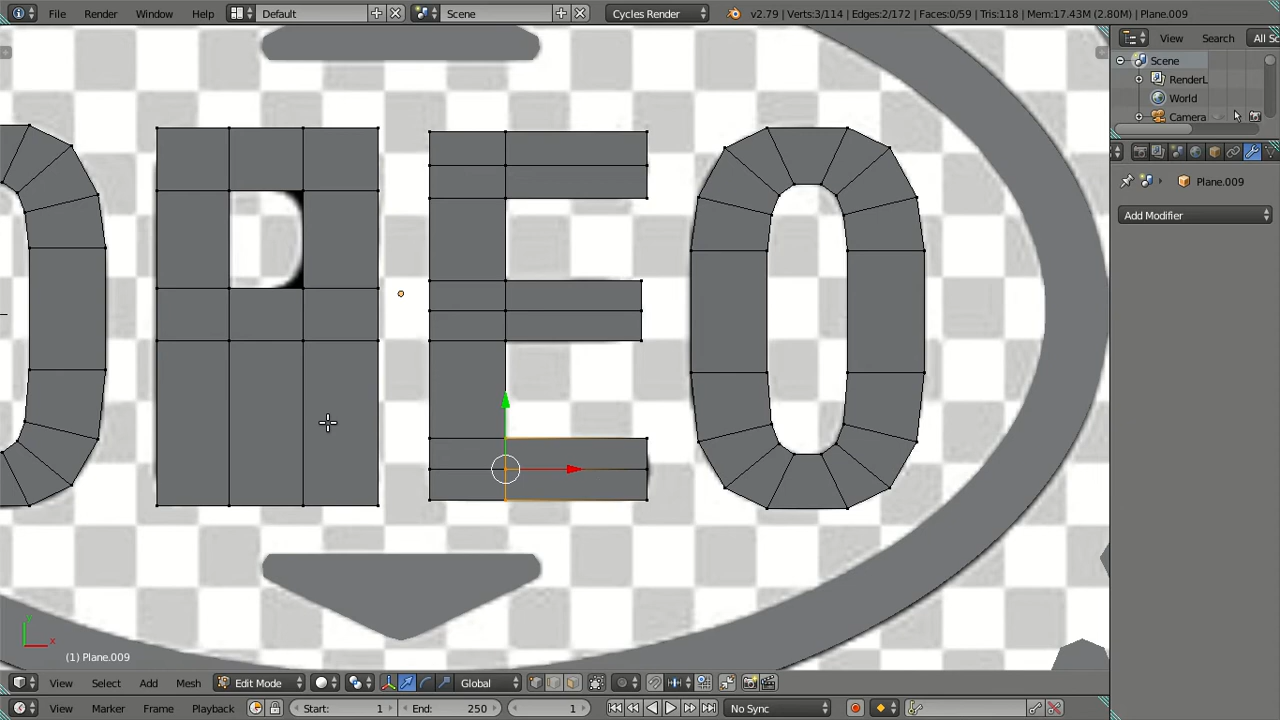 File Render Window Help Default Scene Cycles Render v2.79 | Verts:3/114 | Edges:2/172 | Faces:0/59 | Tris:118 | Mem:17.43M (2.80M) | Plane.009
View Search All Sc
Scene
RenderL
World
Camera
Plane.009
Add Modifier
REO
y
x
(1) Plane.009
View Select Add Mesh Edit Mode Global
View Marker Frame Playback Start: 1 End: 250 1 No Sync